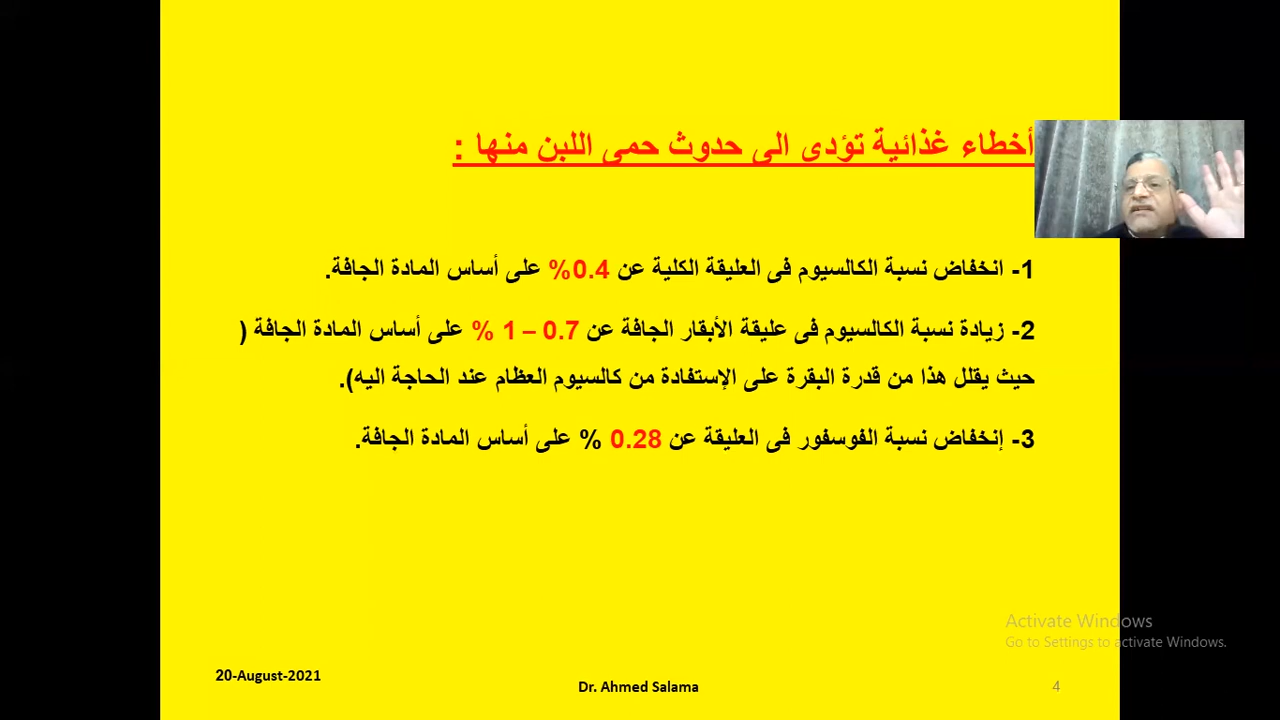 أخطاء غذائية تؤدى الى حدوث حمى اللبن منها :
1- انخفاض نسبة الكالسيوم فى العليقة الكلية عن 0.4% على أساس المادة الجافة.
2- زيادة نسبة الكالسيوم فى عليقة الأبقار الجافة عن 0.7 – 1 % على أساس المادة الجافة (
حيث يقلل هذا من قدرة البقرة على الإستفادة من كالسيوم العظام عند الحاجة اليه).
3- إنخفاض نسبة الفوسفور فى العليقة عن 0.28 % على أساس المادة الجافة.
Activate Windows
Go to Settings to activate Windows.
20-August-2021
Dr. Ahmed Salama
4